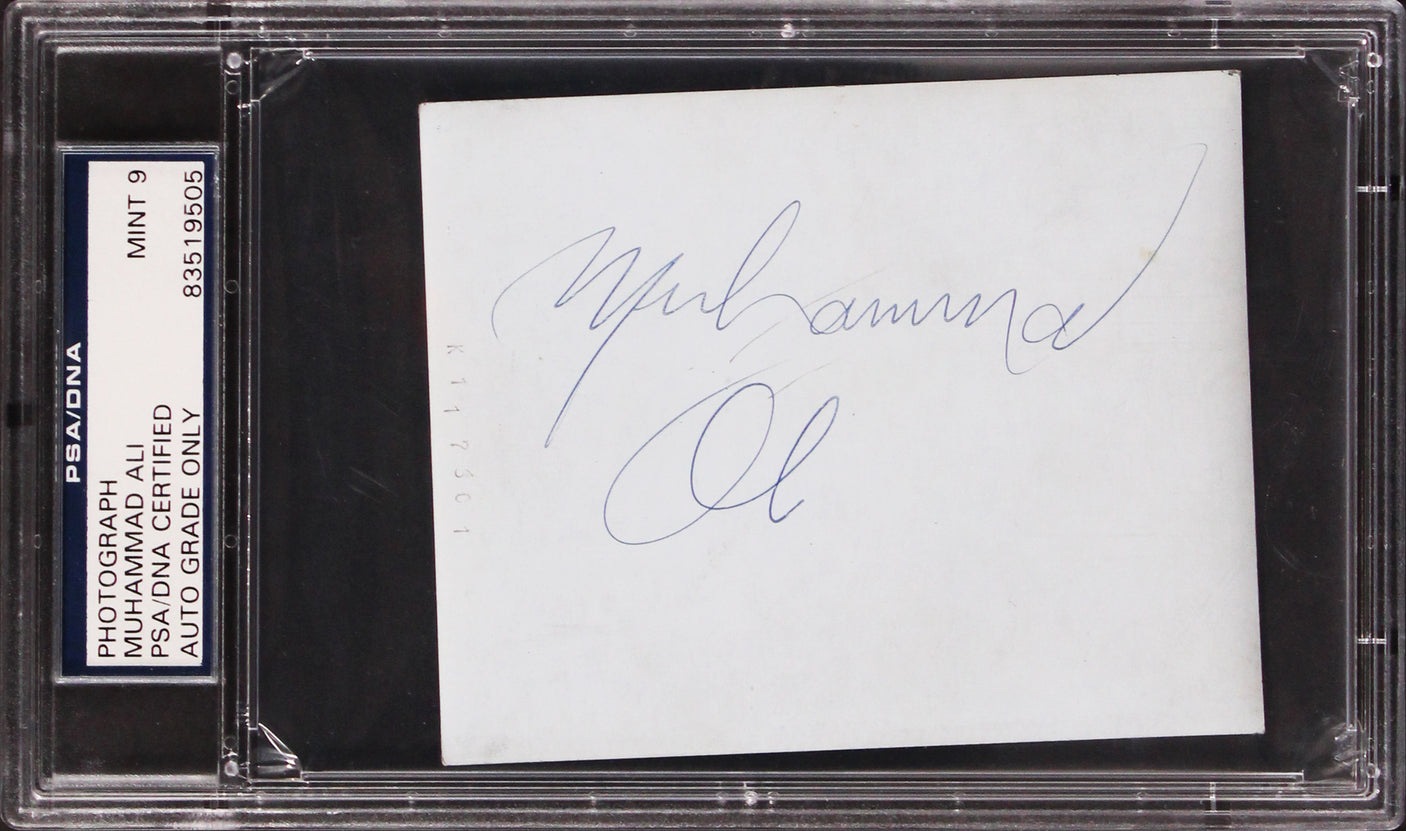 PSA/DNA
PHOTOGRAPH
MUHAMMAD ALI
PSA/DNA CERTIFIED
AUTO GRADE ONLY
MINT 9
83519505
Muhammad
Ali